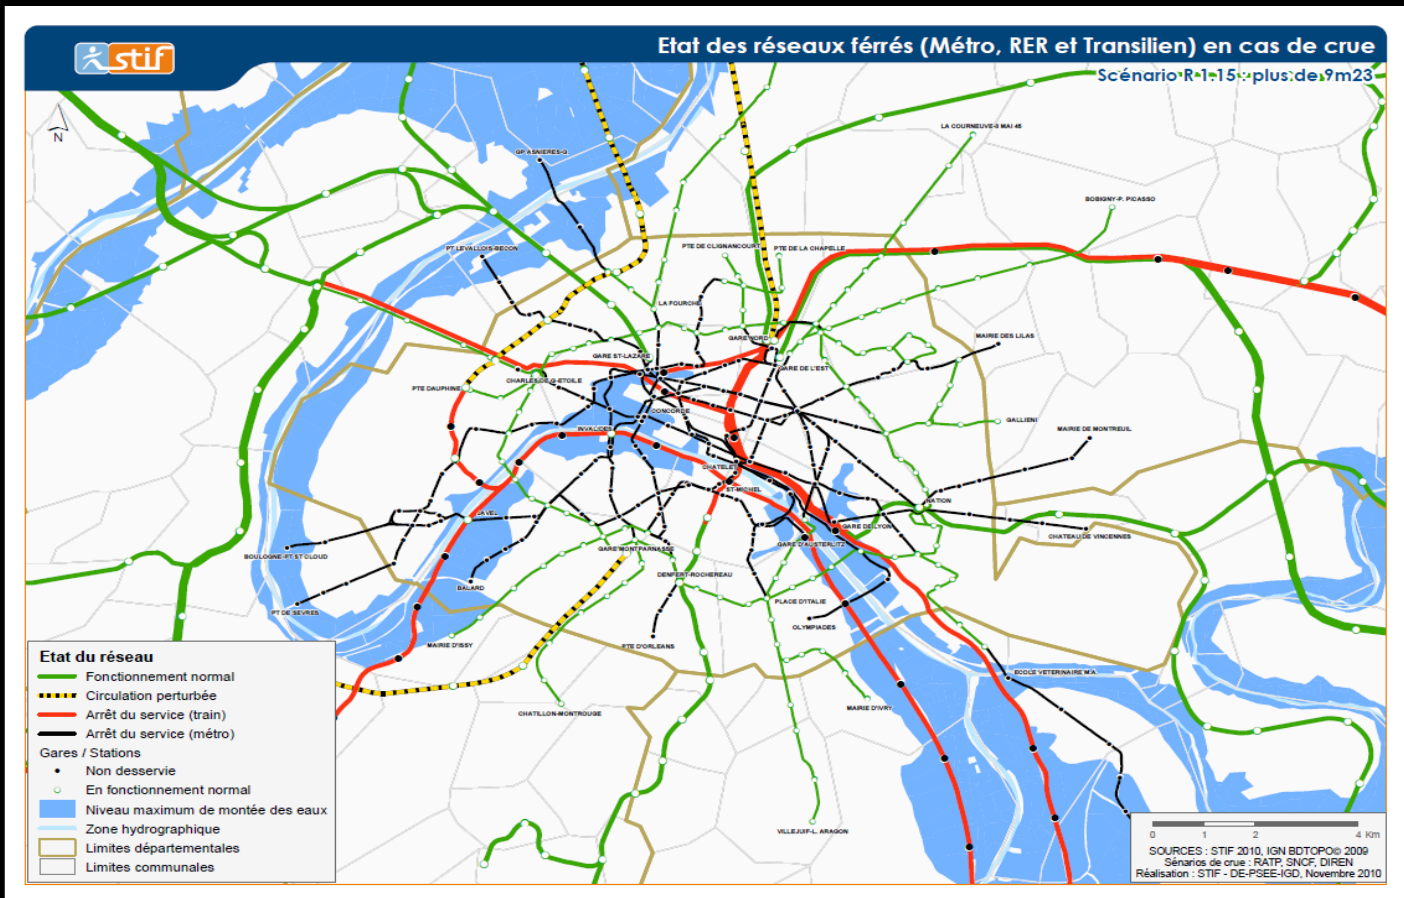 stif
Etat des réseaux férrés (Métro, RER et Transilien) en cas de crue
Scénario R 1.15 : plus de 9m23
N
LA COURNEUVE-8 MAI 45
GP ASNIERES-G.
BOBIGNY-P. PICASSO
PT LEVALLOIS-BECON
PTE DE CLIGNANCOURT
PTE DE LA CHAPELLE
LA FOURCHE
GARE NORD
MAIRIE DES LILAS
GARE ST-LAZARE
GARE DE L'EST
PTE DAUPHINE
CHARLES DE G-ETOILE
CONCORDE
GALLIENI
INVALIDES
MAIRIE DE MONTREUIL
CHATELET
ST-MICHEL
NATION
JAVEL
GARE DE LYON
CHATEAU DE VINCENNES
GARE D'AUSTERLITZ
GARE MONTPARNASSE
BOULOGNE-PT ST CLOUD
DENFERT-ROCHEREAU
BALARD
PLACE D'ITALIE
PT DE SEVRES
OLYMPIADES
MAIRIE D'ISSY
PTE D'ORLEANS
ECOLE VETERINAIRE M.A.
MAIRIE D'IVRY
CHATILLON-MONTROUGE
VILLEJUIF-L. ARAGON
Etat du réseau
Fonctionnement normal
Circulation perturbée
Arrêt du service (train)
Arrêt du service (métro)
Gares / Stations
Non desservie
En fonctionnement normal
Niveau maximum de montée des eaux
Zone hydrographique
Limites départementales
Limites communales
0 1 2 4 Km
SOURCES : STIF 2010, IGN BDTOPO© 2009
Sénarios de crue : RATP, SNCF, DIREN
Réalisation : STIF - DE-PSEE-IGD, Novembre 2010